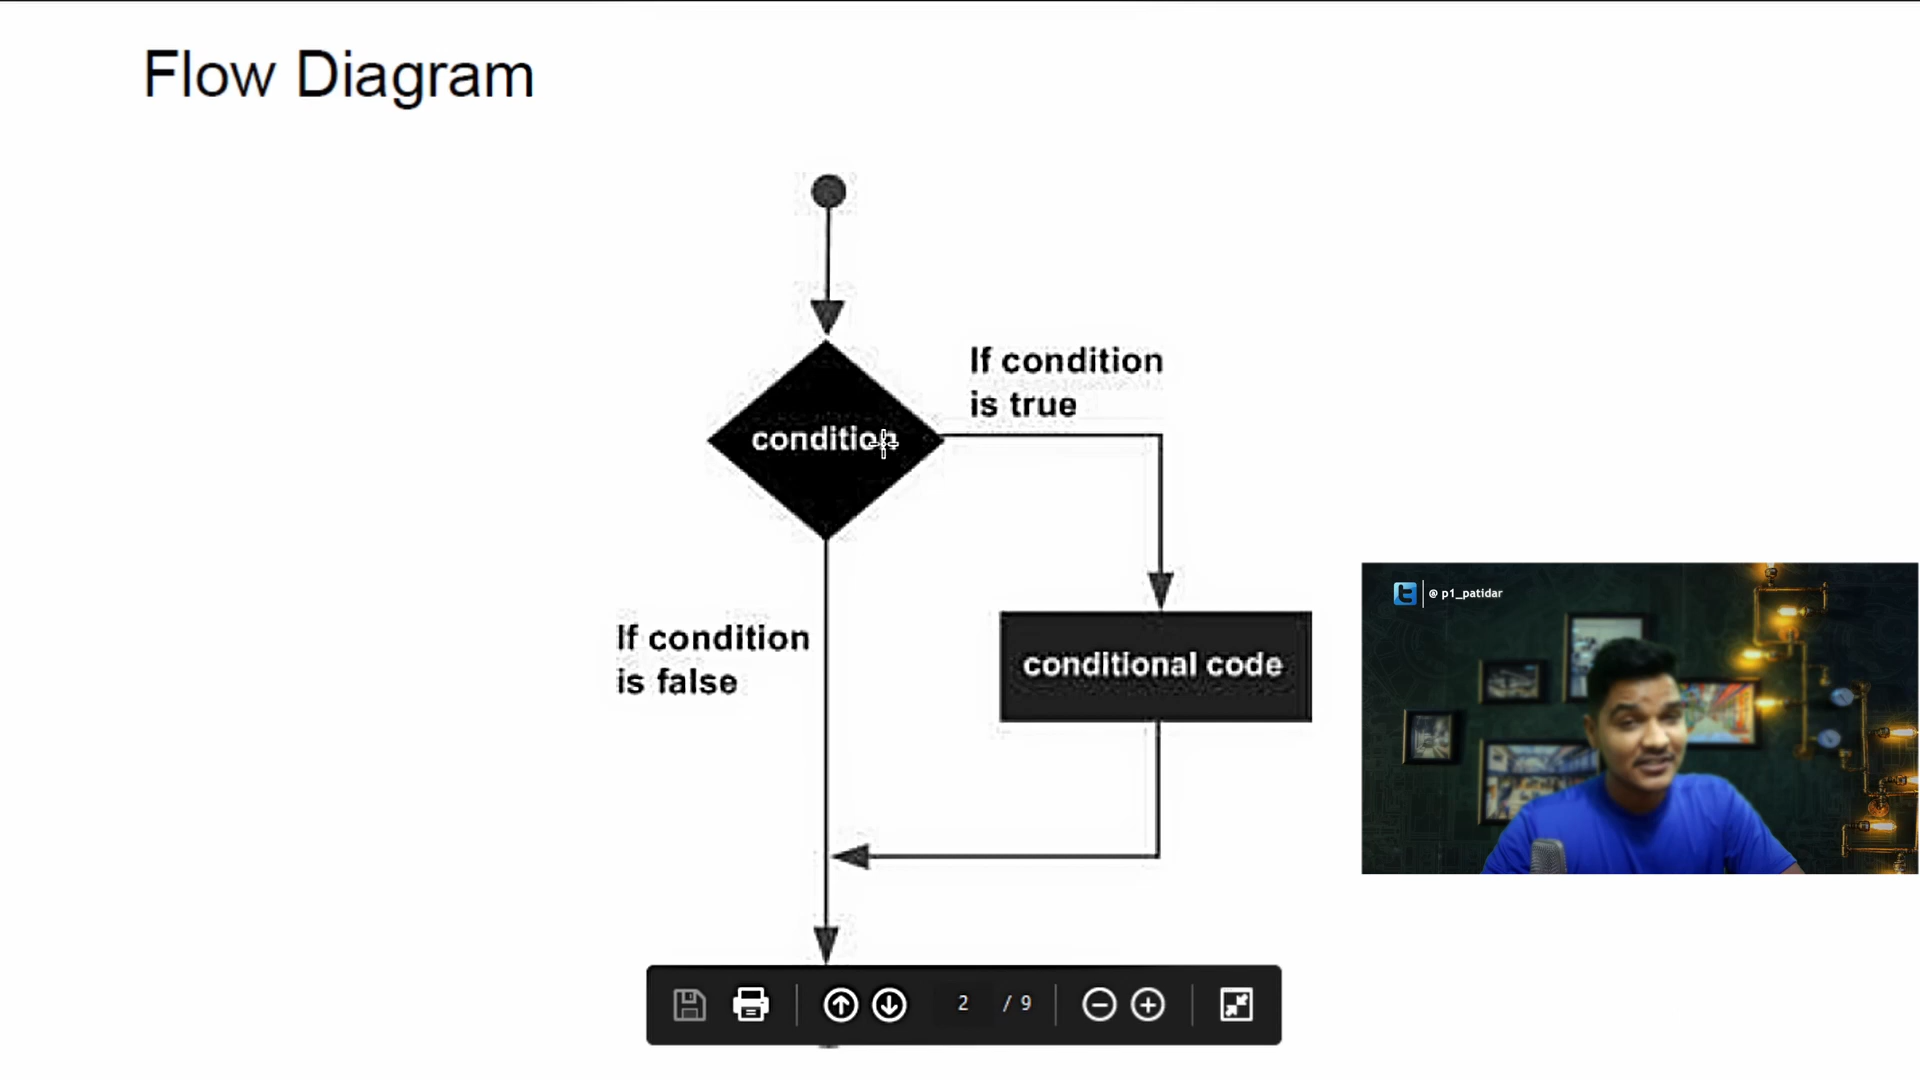 Flow Diagram
If condition
is true
condition
If condition
is false
conditional code
@ p1_patidar
2 / 9